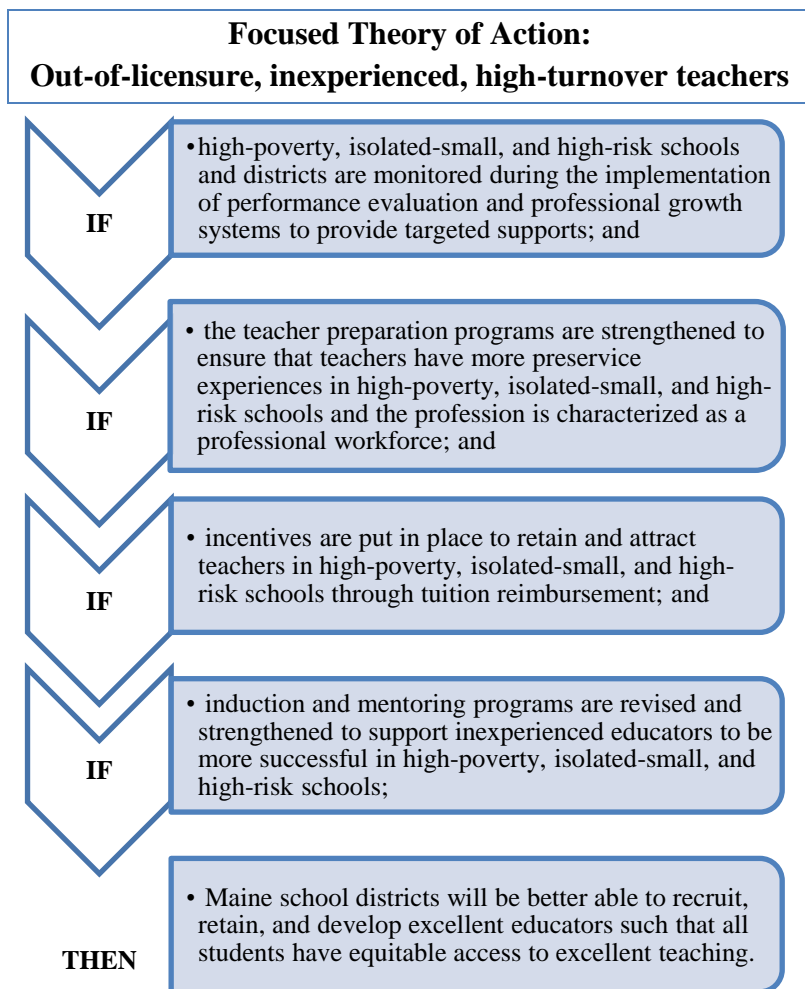 Focused Theory of Action:
Out-of-licensure, inexperienced, high-turnover teachers
IF
•high-poverty, isolated-small, and high-risk schools
and districts are monitored during the implementation
of performance evaluation and professional growth
systems to provide targeted supports; and
IF
• the teacher preparation programs are strengthened to
ensure that teachers have more preservice
experiences in high-poverty, isolated-small, and high-
risk schools and the profession is characterized as a
professional workforce; and
IF
• incentives are put in place to retain and attract
teachers in high-poverty, isolated-small, and high-
risk schools through tuition reimbursement; and
IF
• induction and mentoring programs are revised and
strengthened to support inexperienced educators to be
more successful in high-poverty, isolated-small, and
high-risk schools;
THEN
• Maine school districts will be better able to recruit,
retain, and develop excellent educators such that all
students have equitable access to excellent teaching.